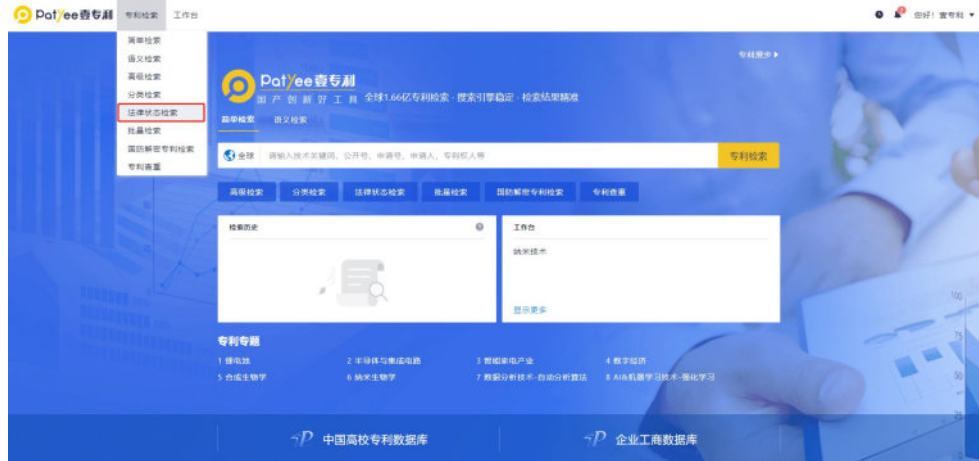 Patyee壹专利 专利检索 工作台
2 您好！壹专利
简单检索
语义检索
高级检索
分类检索
法律状态检索
批量检索
国防解密专利检索
专利查重
专利漫步
Patyee壹专利
国产创新好工具 全球1.66亿专利检索 · 搜索引擎稳定 · 检索结果精准
简单检索 语义检索
全球 请输入技术关键词、公开号、申请号、申请人、专利权人等 专利检索
高级检索 分类检索 法律状态检索 批量检索 国防解密专利检索 专利查重
检索历史 工作台
纳米技术
显示更多
专利专题
1 锂电池 2 半导体与集成电路 3 智能家电产业 4 数字经济
5 合成生物学 6 纳米生物学 7 数据分析技术-自动分析算法 8 AI&机器学习技术-强化学习
100
75
50
25
中国高校专利数据库 企业工商数据库